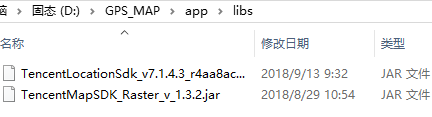 固态 (D:) › GPS_MAP › app › libs
名称 修改日期 类型
TencentLocationSdk_v7.1.4.3_r4aa8ac... 2018/9/13 9:32 JAR 文件
TencentMapSDK_Raster_v_1.3.2.jar 2018/8/29 10:54 JAR 文件